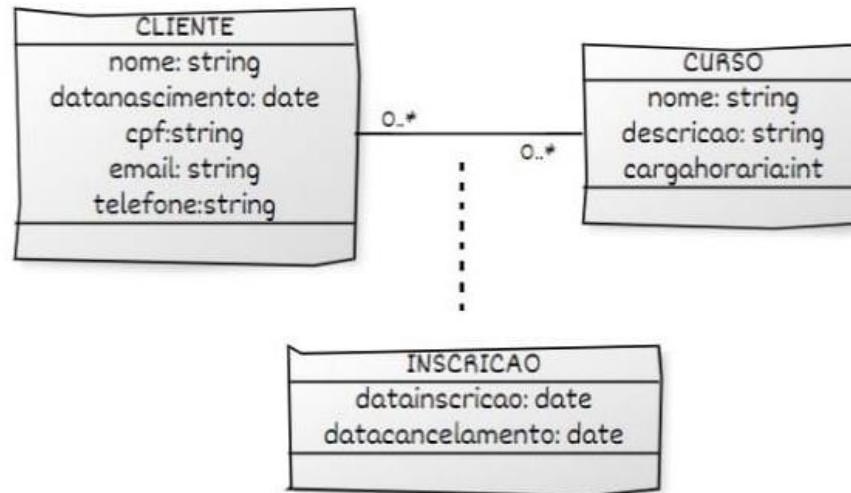 CLIENTE
nome: string
datanascimento: date
cpf:string
email: string
telefone:string
0..*
0..*
CURSO
nome: string
descricao: string
cargahoraria:int
INSCRICAO
datainscricao: date
datacancelamento: date